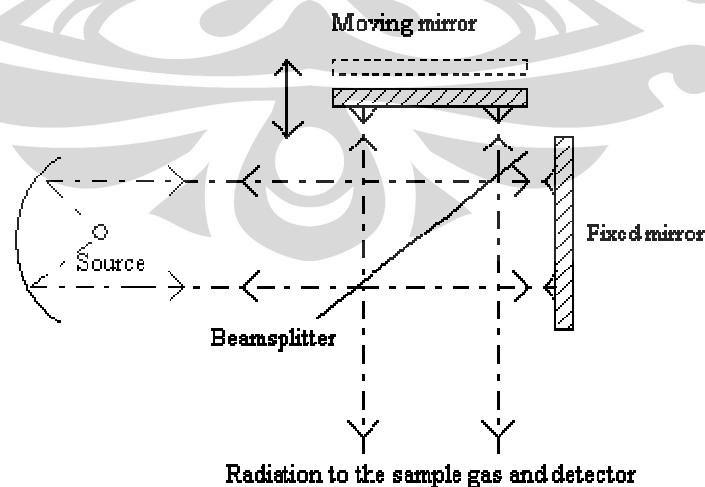 Moving mirror
Source
Fixed mirror
Beamsplitter
Radiation to the sample gas and detector